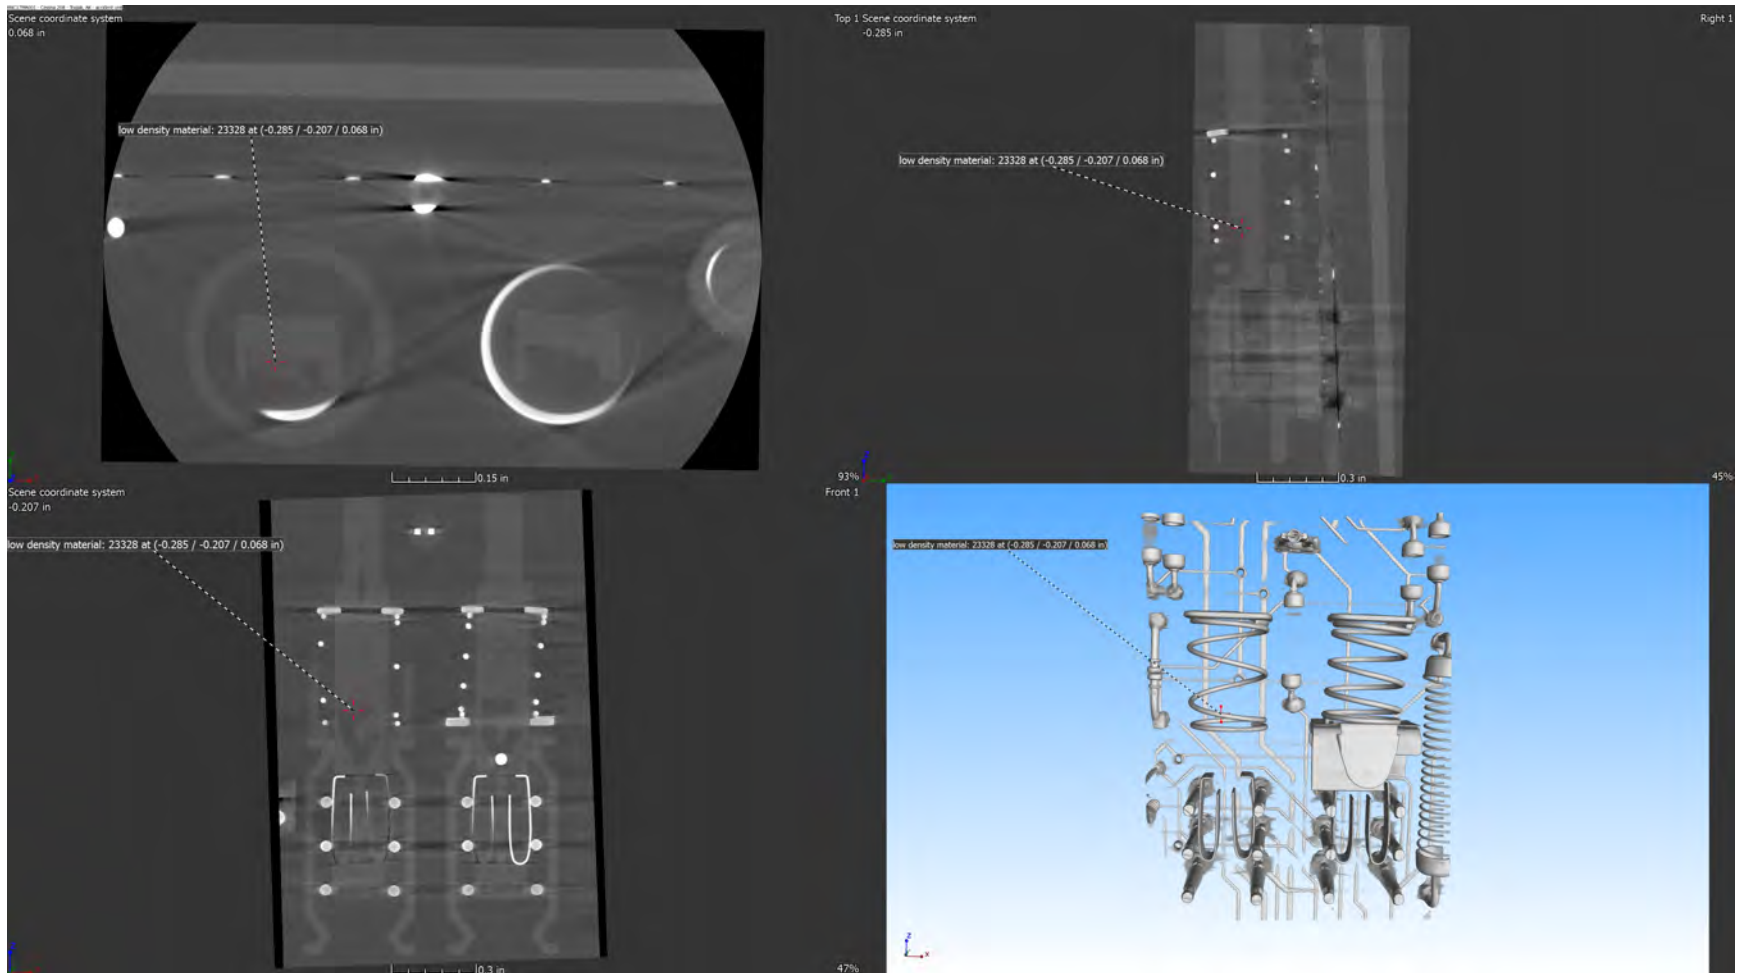 Scene coordinate system
0.068 in
Top 1
low density material: 23328 at (-0.285 / -0.207 / 0.068 in)
0.15 in
93%
Scene coordinate system
-0.285 in
Right 1
low density material: 23328 at (-0.285 / -0.207 / 0.068 in)
0.3 in
45%
Scene coordinate system
-0.207 in
Front 1
low density material: 23328 at (-0.285 / -0.207 / 0.068 in)
0.3 in
47%
low density material: 23328 at (-0.285 / -0.207 / 0.068 in)
z
x